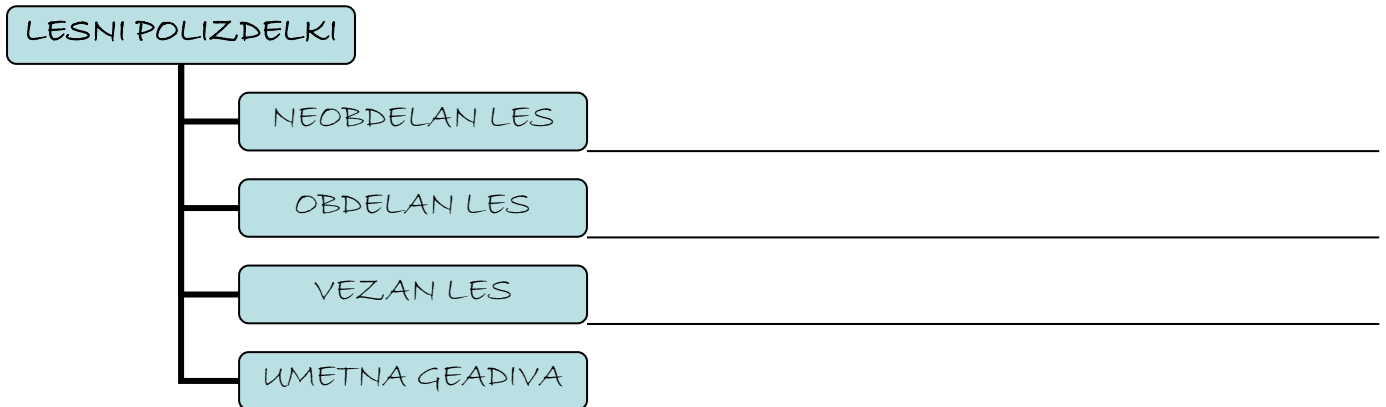 LESNI POLIZDELKI
NEOBDELAN LES
OBDELAN LES
VEZAN LES
UMETNA GEADIVA